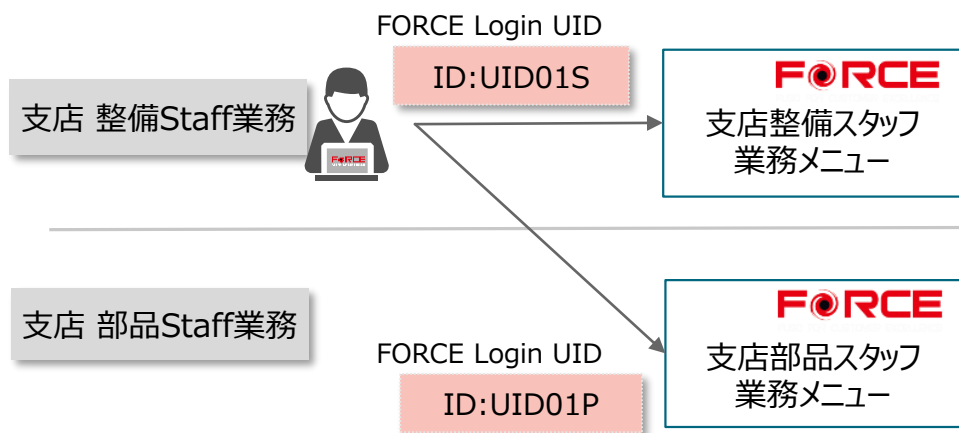 FORCE Login UID
ID:UID01S
支店 整備Staff業務
FORCE
FORCE
支店整備スタッフ
業務メニュー
支店 部品Staff業務
FORCE
支店部品スタッフ
業務メニュー
FORCE Login UID
ID:UID01P